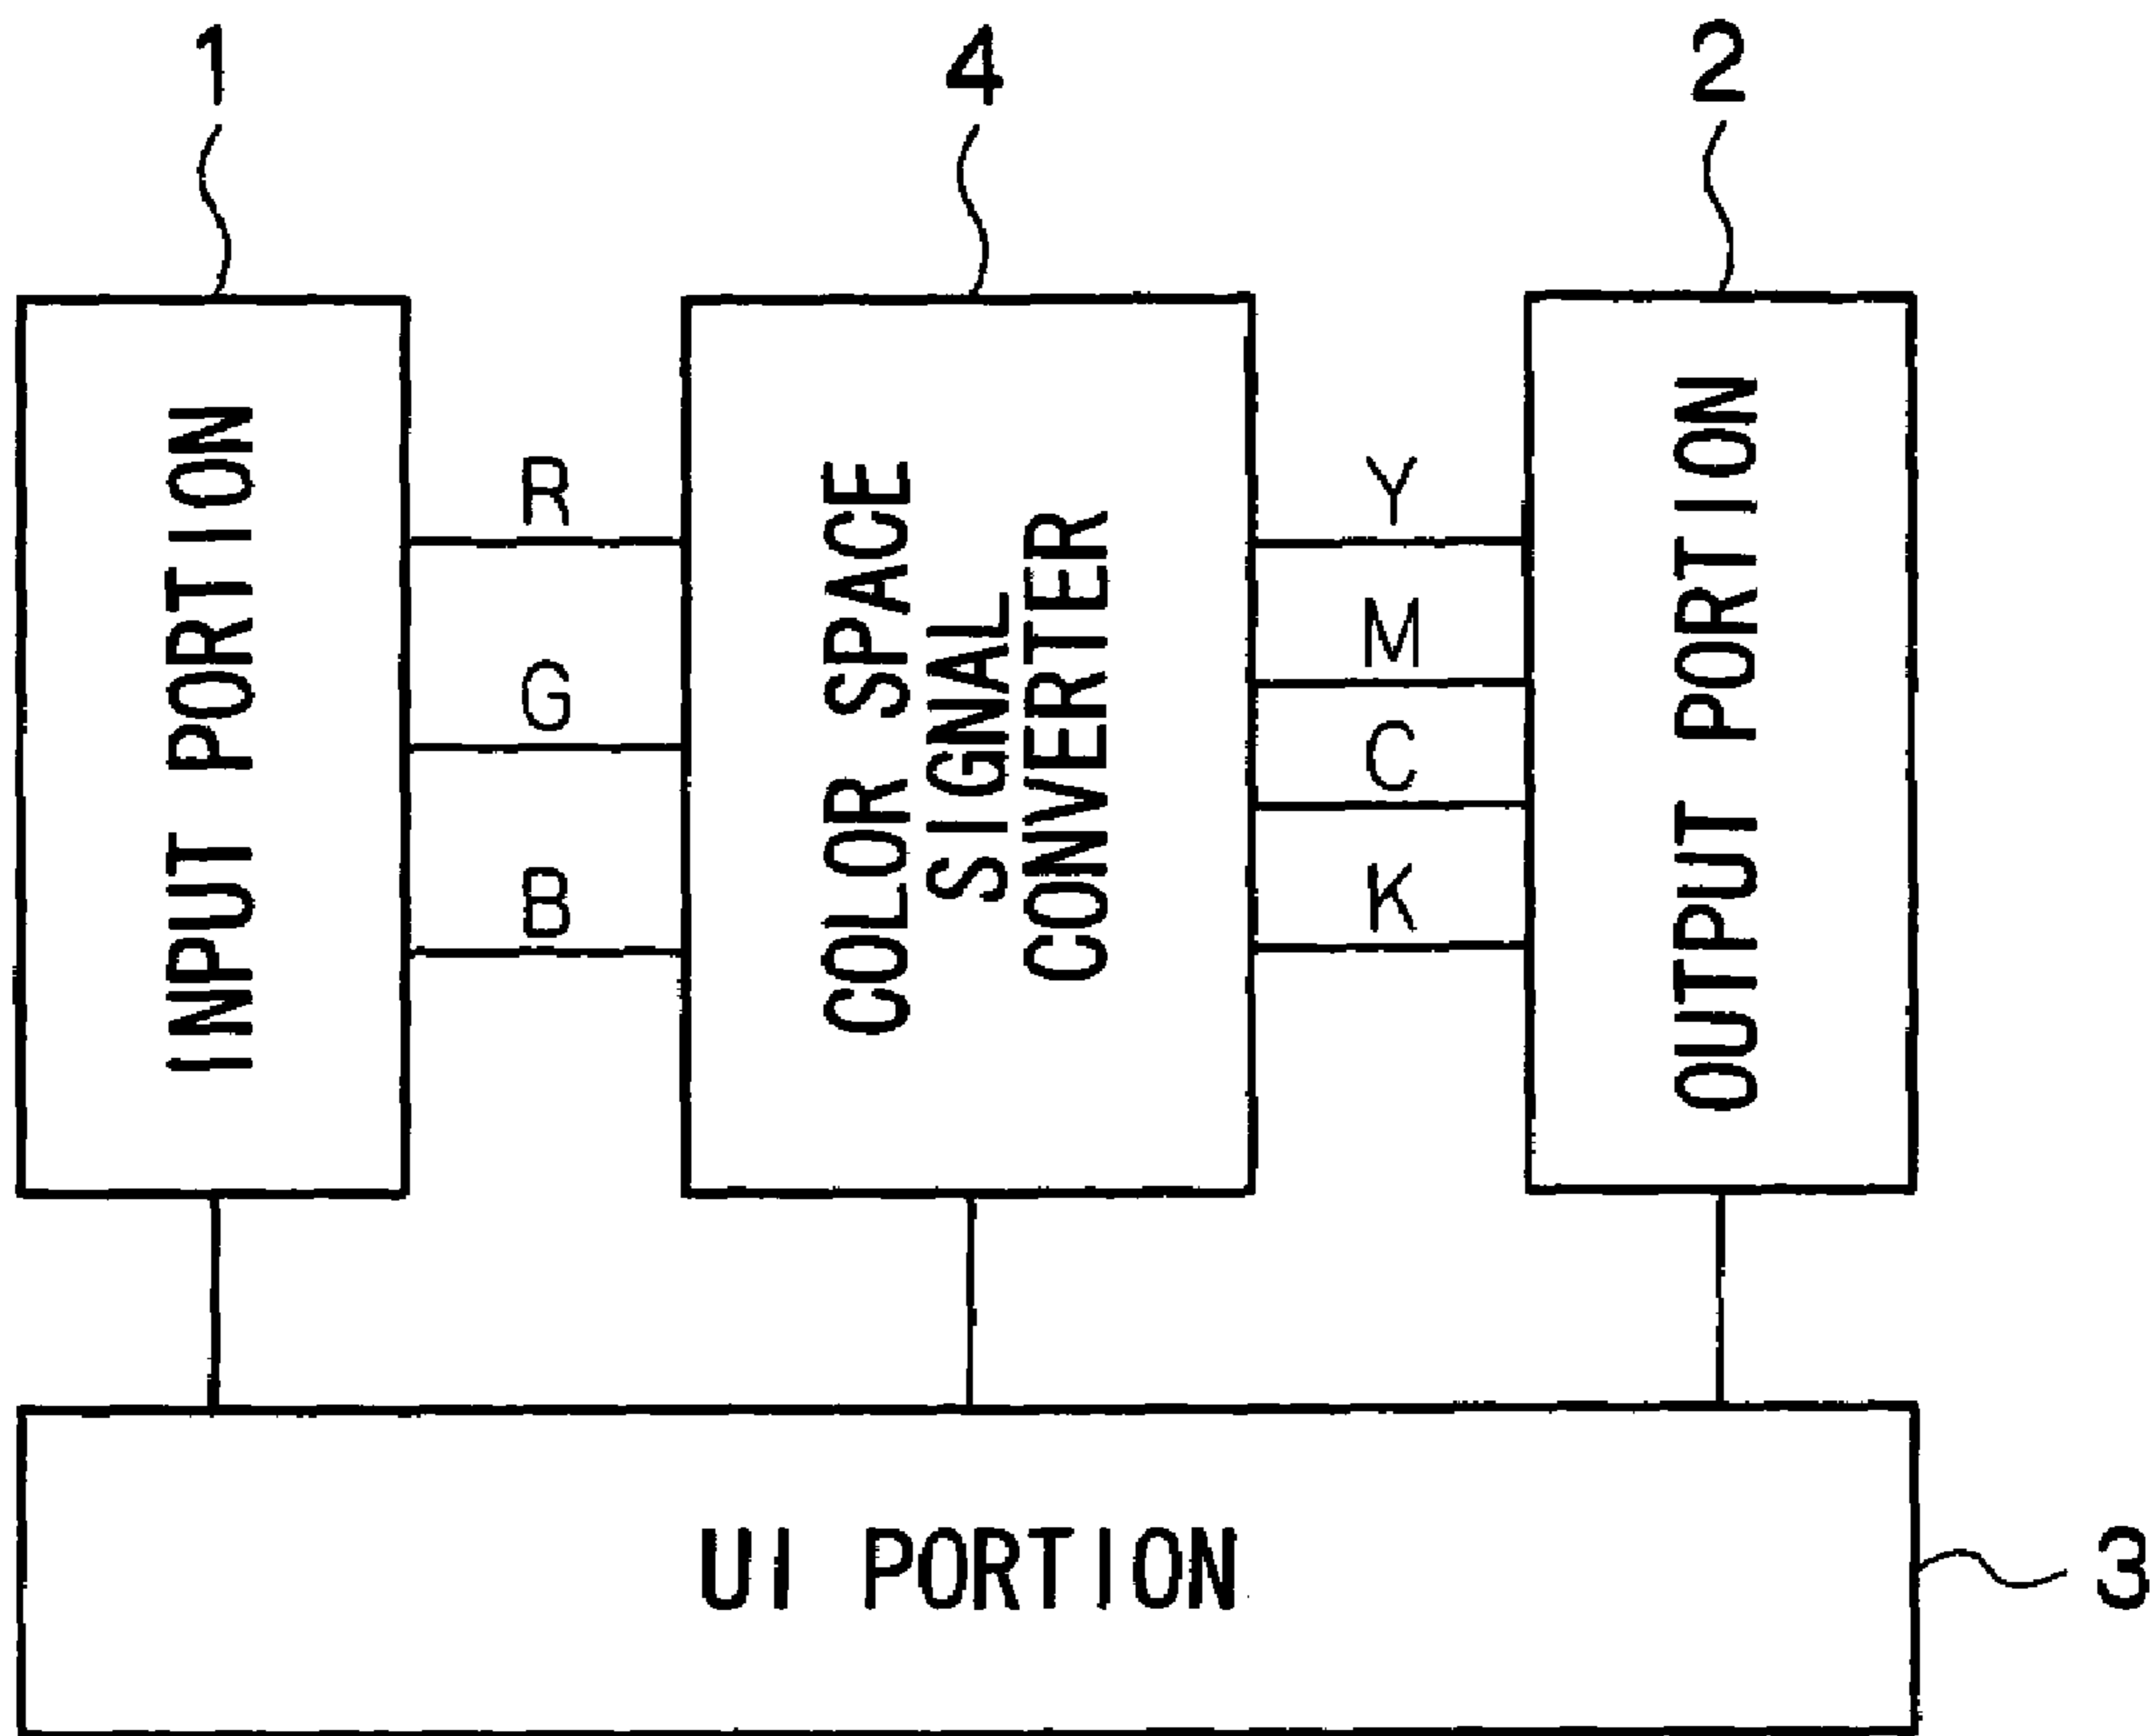 1
4
2
INPUT PORTION
R
G
B
COLOR SPACE
SIGNAL
CONVERTER
Y
M
C
K
OUTPUT PORTION
UI PORTION
3